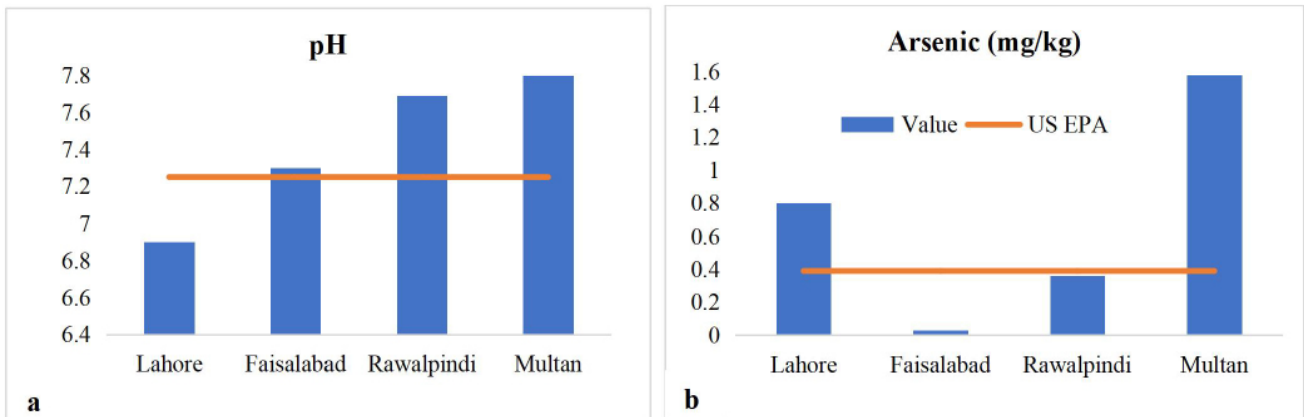 pH
7.8
7.6
7.4
7.2
7
6.8
6.6
6.4
Lahore Faisalabad Rawalpindi Multan
a
Arsenic (mg/kg)
1.6
1.4
1.2
1
0.8
0.6
0.4
0.2
0
Value US EPA
Lahore Faisalabad Rawalpindi Multan
b